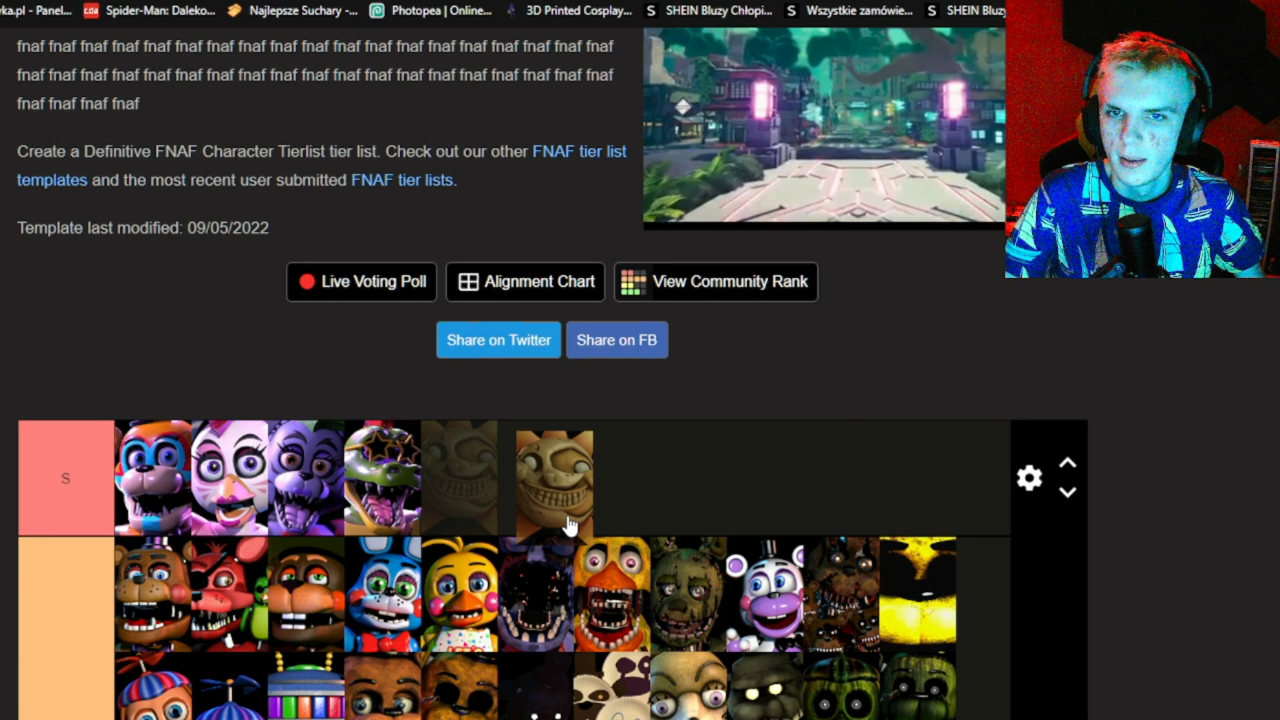 ka.pl - Panel... CDA Spider-Man: Daleko... Najlepsze Suchary -... Photopea | Online... 3D Printed Cosplay... S SHEIN Bluzy Chłopi... S Wszystkie zamówie... S SHEIN Bluzy
fnaf fnaf fnaf fnaf fnaf fnaf fnaf fnaf fnaf fnaf fnaf fnaf fnaf fnaf fnaf fnaf fnaf fnaf fnaf
fnaf fnaf fnaf fnaf fnaf fnaf fnaf fnaf fnaf fnaf fnaf fnaf fnaf fnaf fnaf fnaf fnaf fnaf fnaf
fnaf fnaf fnaf fnaf
Create a Definitive FNAF Character Tierlist tier list. Check out our other FNAF tier list
templates and the most recent user submitted FNAF tier lists.
Template last modified: 09/05/2022
Live Voting Poll Alignment Chart View Community Rank
Share on Twitter Share on FB
S